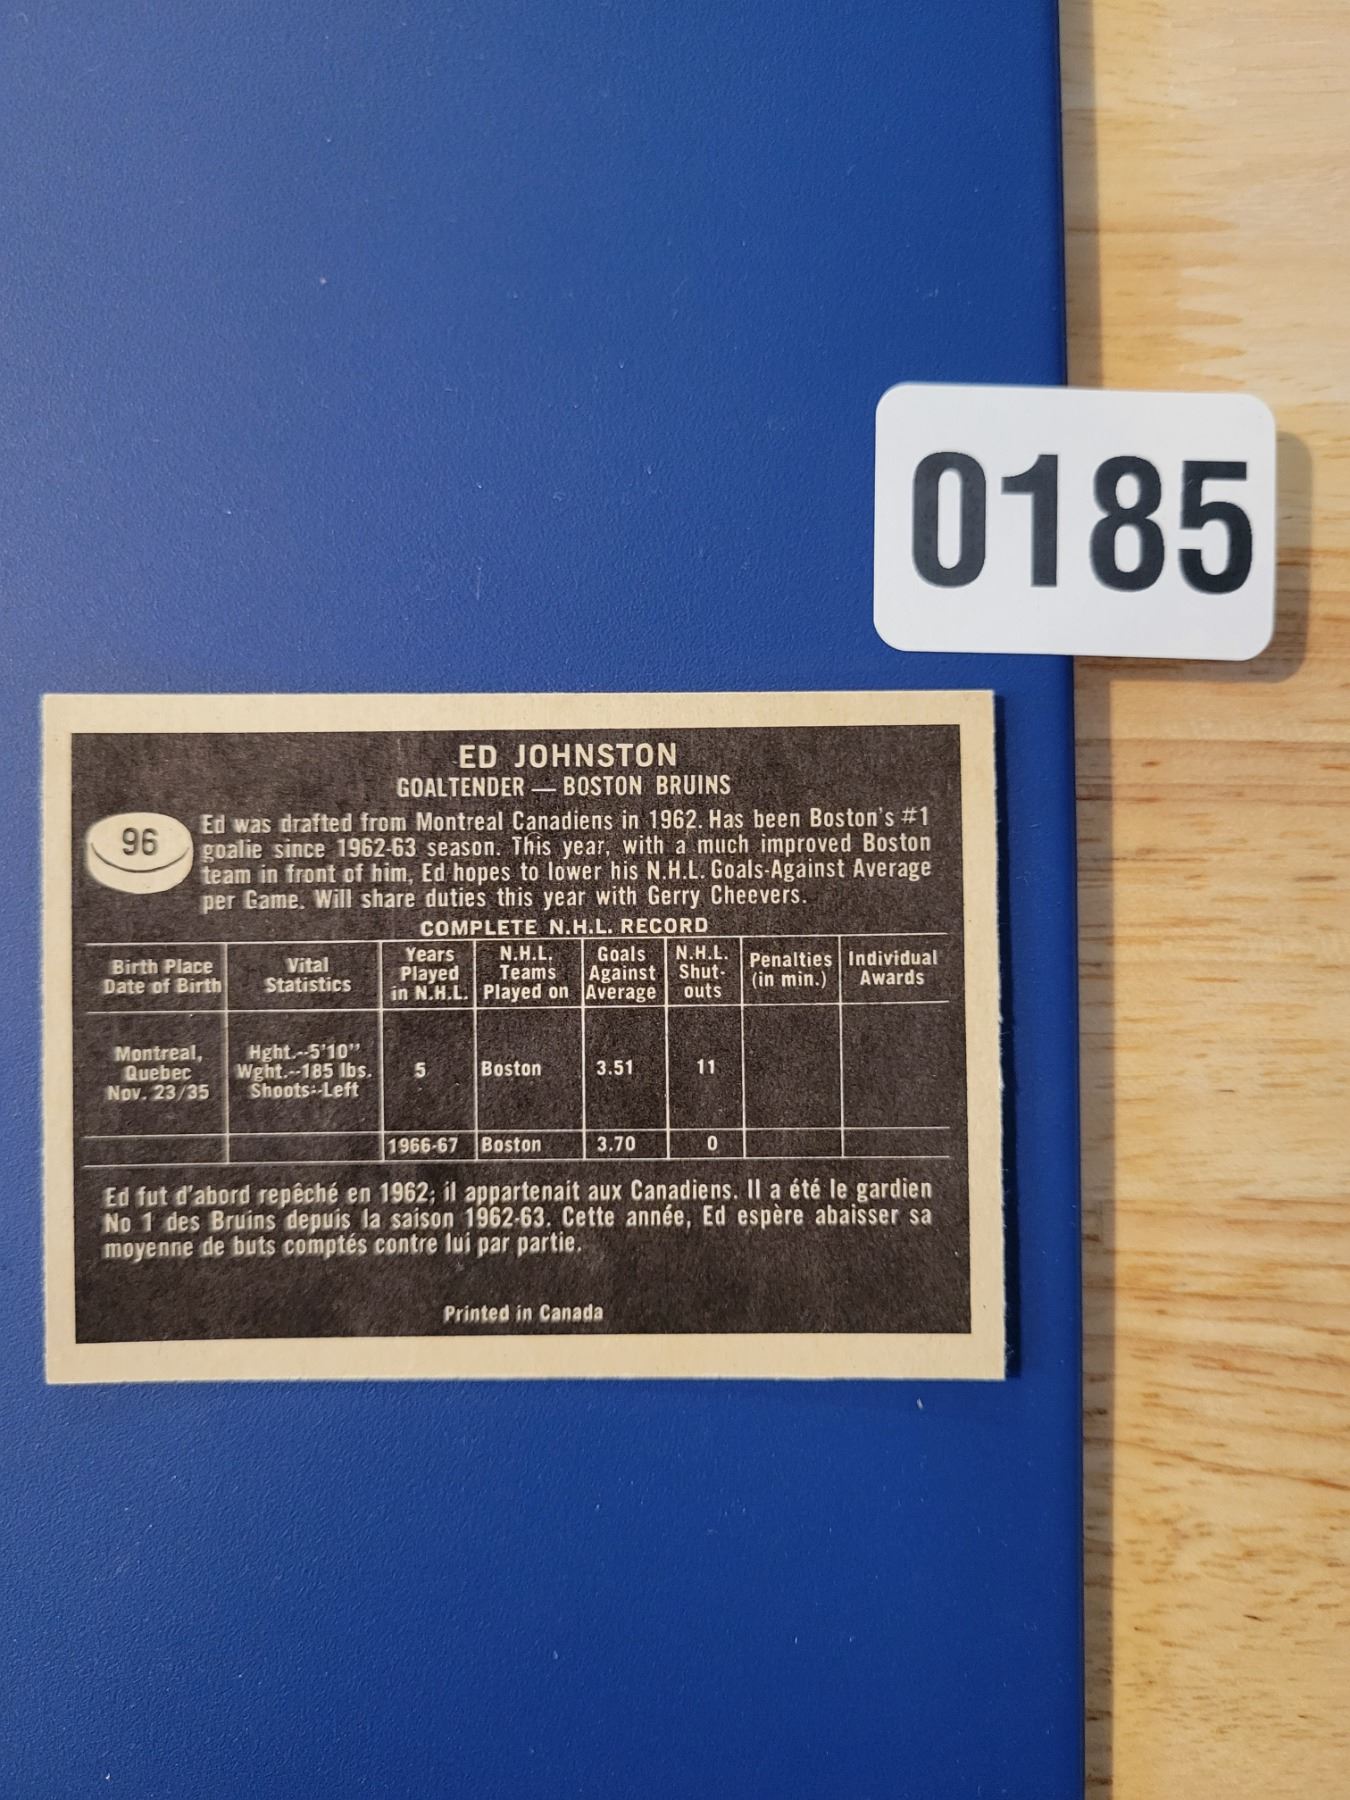 0185
ED JOHNSTON
GOALTENDER — BOSTON BRUINS
96
Ed was drafted from Montreal Canadiens in 1962. Has been Boston's #1
goalie since 1962-63 season. This year, with a much improved Boston
team in front of him, Ed hopes to lower his N.H.L. Goals-Against Average
per Game. Will share duties this year with Gerry Cheevers.
COMPLETE N.H.L. RECORD
Birth Place
Date of Birth
Vital
Statistics
Years
Played
in N.H.L.
N.H.L.
Teams
Played on
Goals
Against
Average
N.H.L.
Shut-
outs
Penalties
(in min.)
Individual
Awards
Montreal,
Quebec
Nov. 23/35
Hght.--5'10"
Wght.--185 lbs.
Shoots--Left
5
Boston
3.51
11
1966-67
Boston
3.70
0
Ed fut d'abord repêché en 1962; il appartenait aux Canadiens. Il a été le gardien
No 1 des Bruins depuis la saison 1962-63. Cette année, Ed espère abaisser sa
moyenne de buts comptés contre lui par partie.
Printed in Canada